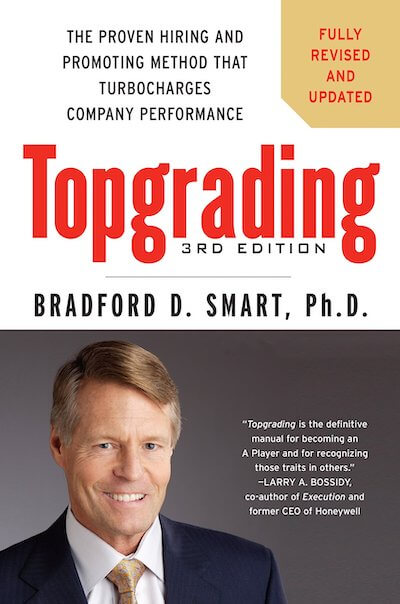 THE PROVEN HIRING AND
PROMOTING METHOD THAT
TURBOCHARGES
COMPANY PERFORMANCE
FULLY
REVISED
AND
UPDATED
Topgrading
3RD EDITION
BRADFORD D. SMART, Ph.D.
"Topgrading is the definitive
manual for becoming an
A Player and for recognizing
those traits in others."
—LARRY A. BOSSIDY,
co-author of Execution and
former CEO of Honeywell